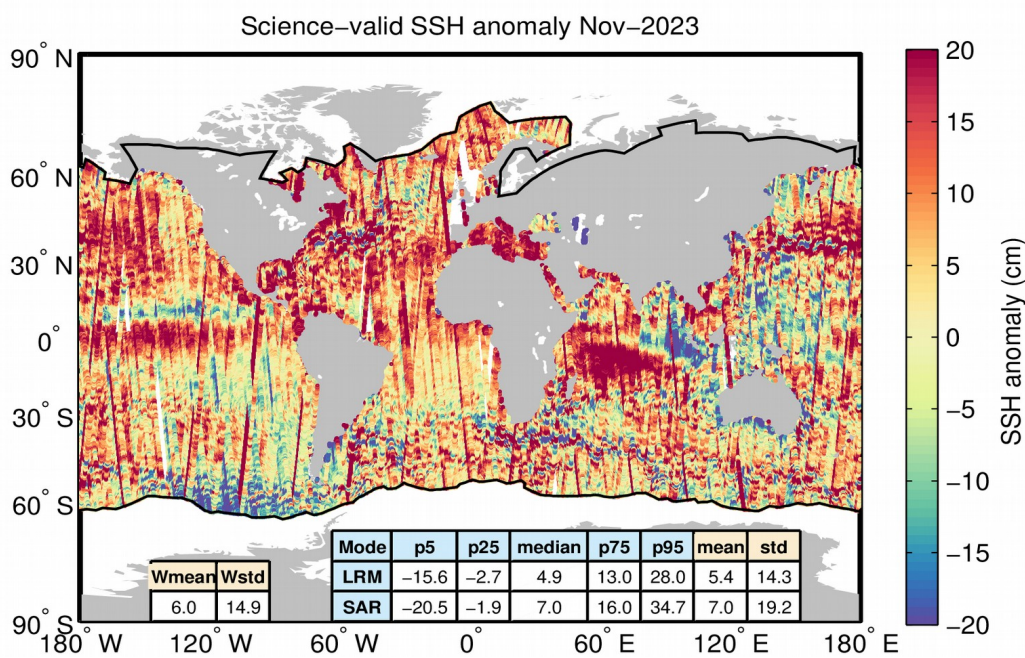 Science−valid SSH anomaly Nov−2023
90° N
60° N
30° N
0°
30° S
60° S
90° S
180° W
120° W
60° W
0°
60° E
120° E
180° E
20
15
10
5
0
−5
−10
−15
−20
SSH anomaly (cm)
Wmean Wstd
6.0 14.9
Mode p5 p25 median p75 p95 mean std
LRM −15.6 −2.7 4.9 13.0 28.0 5.4 14.3
SAR −20.5 −1.9 7.0 16.0 34.7 7.0 19.2